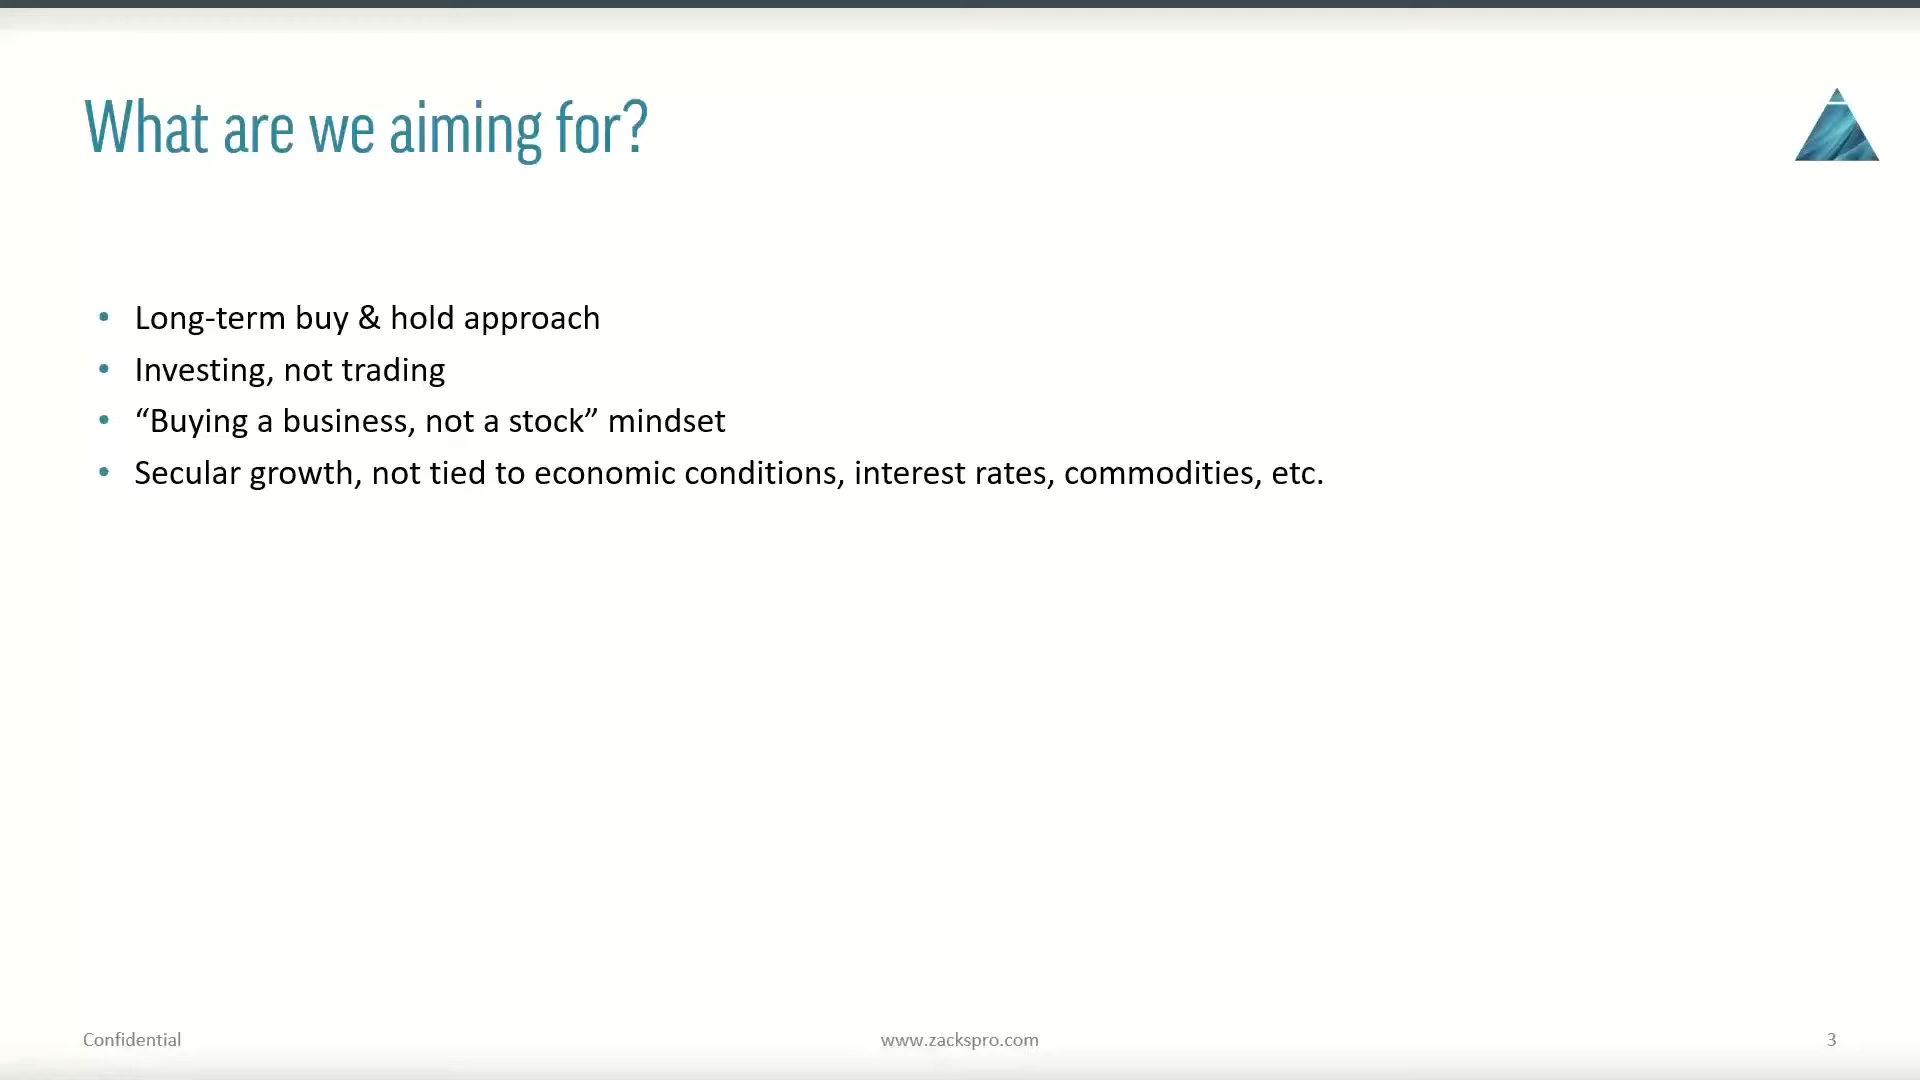 What are we aiming for?
• Long-term buy & hold approach
• Investing, not trading
• “Buying a business, not a stock” mindset
• Secular growth, not tied to economic conditions, interest rates, commodities, etc.
Confidential
www.zackspro.com
3